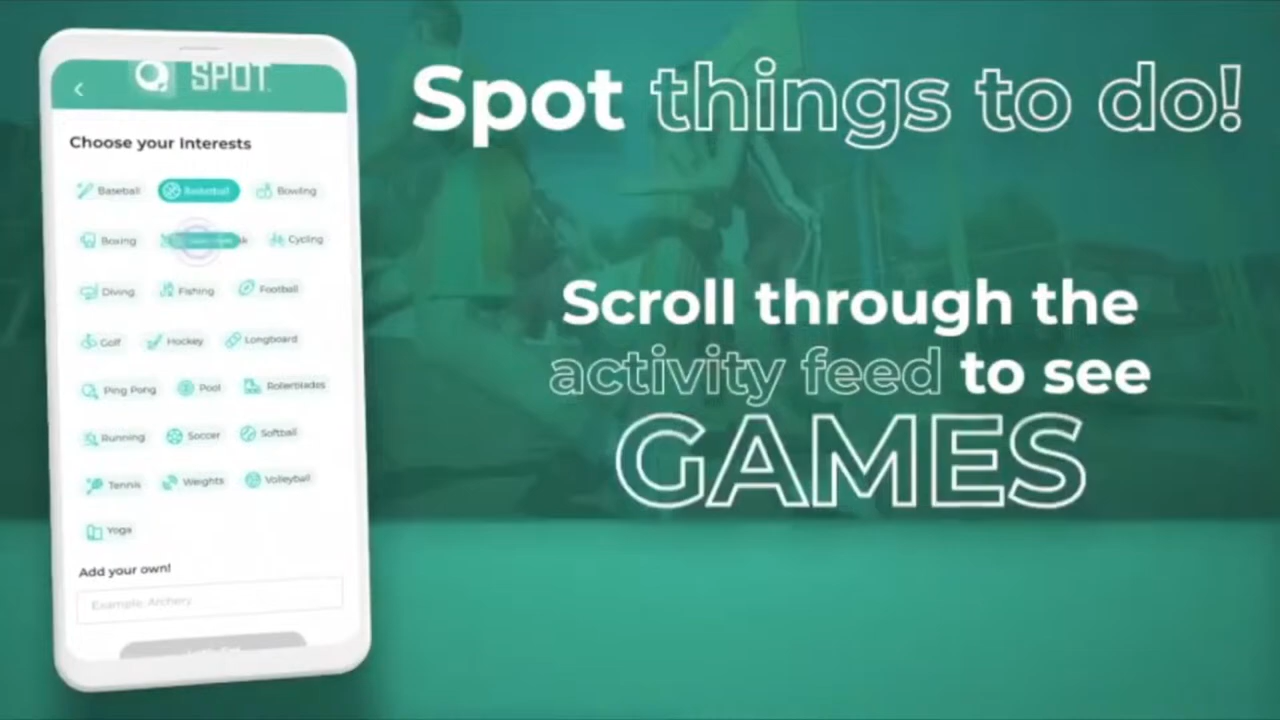 SPOT
Choose your Interests
Baseball Basketball Bowling
Boxing Cycling
Diving Fishing Football
Golf Hockey Longboard
Ping Pong Pool Rollerblades
Running Soccer Softball
Tennis Weights Volleyball
Yoga
Add your own!
Example: Archery
Spot things to do!
Scroll through the
activity feed to see
GAMES